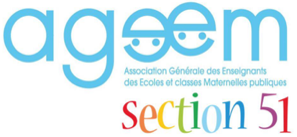 ageem
Association Générale des Enseignants
des Ecoles et classes Maternelles publiques
section 51